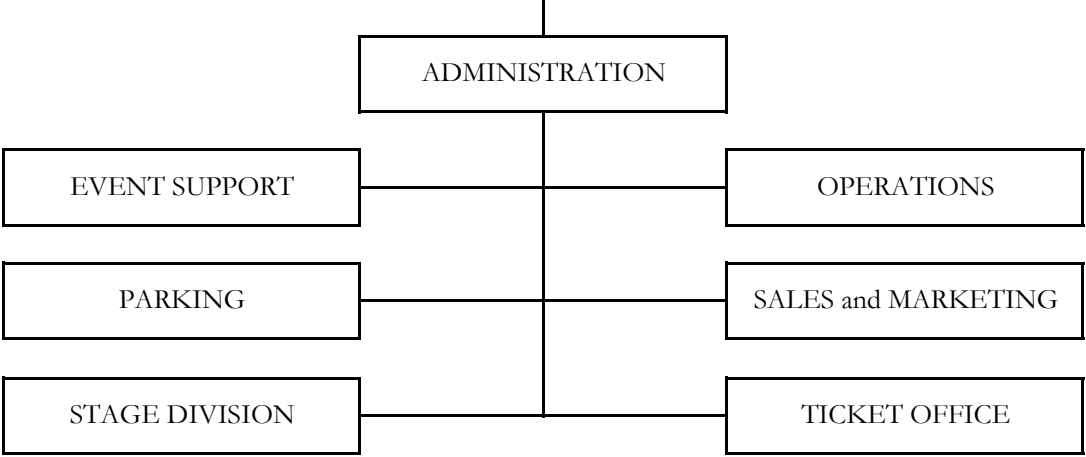 ADMINISTRATION
EVENT SUPPORT
OPERATIONS
PARKING
SALES and MARKETING
STAGE DIVISION
TICKET OFFICE